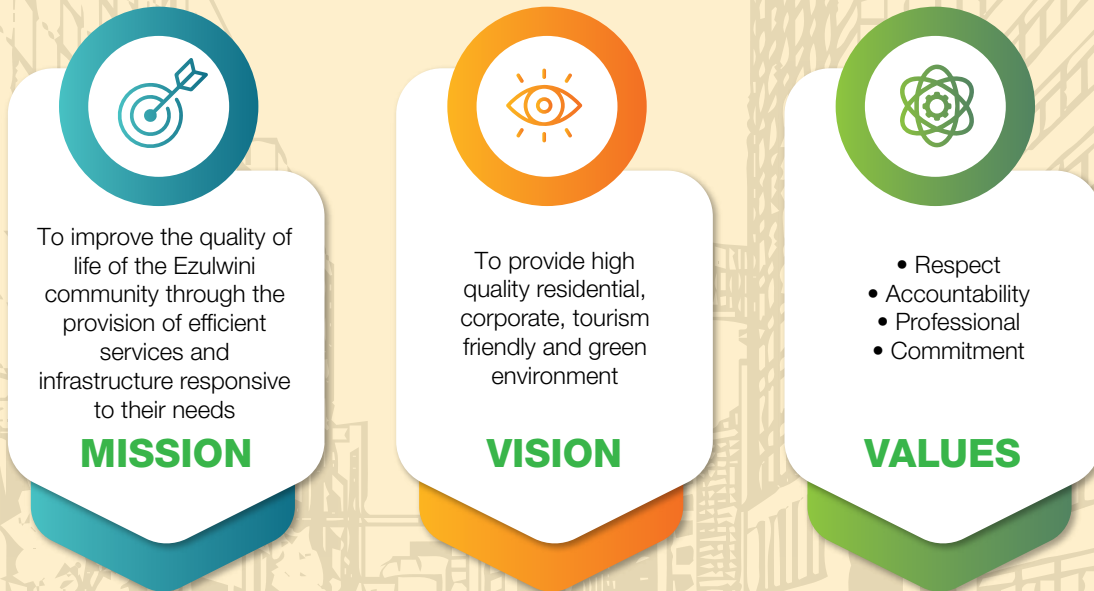 To improve the quality of
life of the Ezulwini
community through the
provision of efficient
services and
infrastructure responsive
to their needs
MISSION
To provide high
quality residential,
corporate, tourism
friendly and green
environment
VISION
• Respect
• Accountability
• Professional
• Commitment
VALUES